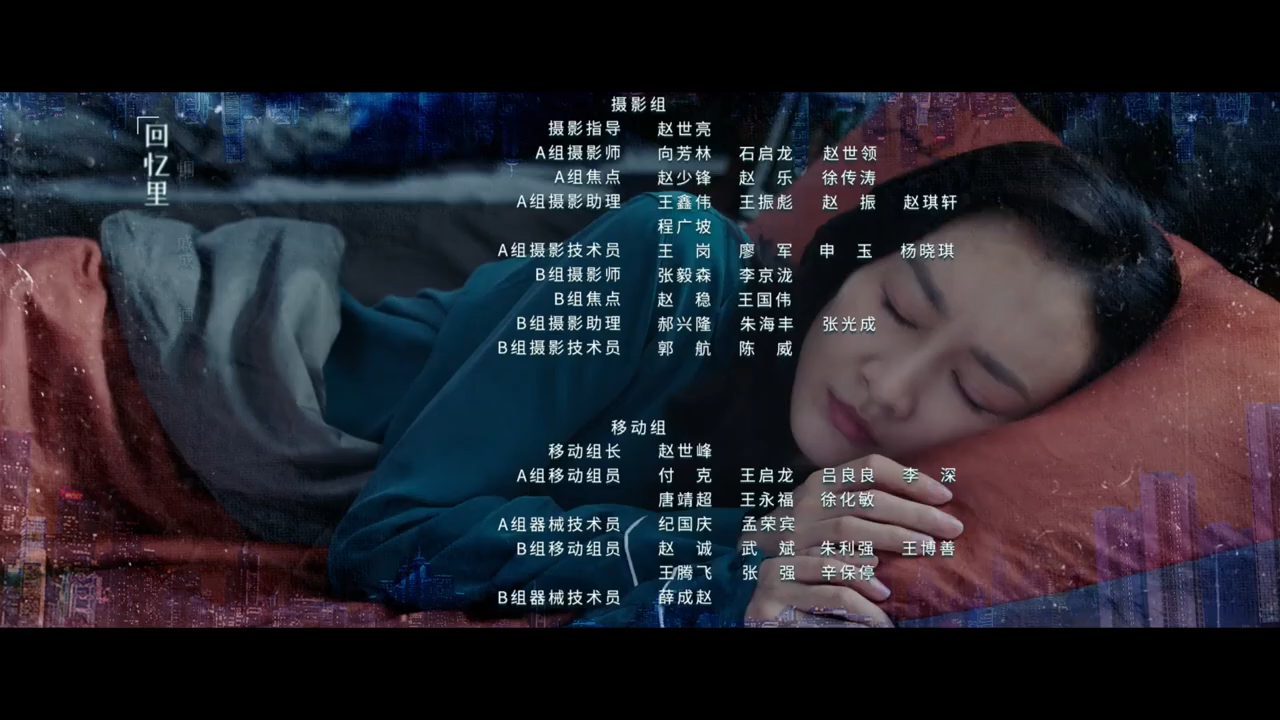 「回忆里
摄影组
摄影指导 赵世亮
A组摄影师 向芳林 石启龙 赵世领
A组焦点 赵少锋 赵 乐 徐传涛
A组摄影助理 王鑫伟 王振彪 赵 振 赵琪轩
程广坡
A组摄影技术员 王 岗 廖 军 申 玉 杨晓琪
B组摄影师 张毅森 李京泷
B组焦点 赵 稳 王国伟
B组摄影助理 郝兴隆 朱海丰 张光成
B组摄影技术员 郭 航 陈 威
移动组
移动组长 赵世峰
A组移动组员 付 克 王启龙 吕良良 李 深
唐靖超 王永福 徐化敏
A组器械技术员 纪国庆 孟荣宾
B组移动组员 赵 诚 武 斌 朱利强 王博善
王腾飞 张 强 辛保停
B组器械技术员 薛成赵